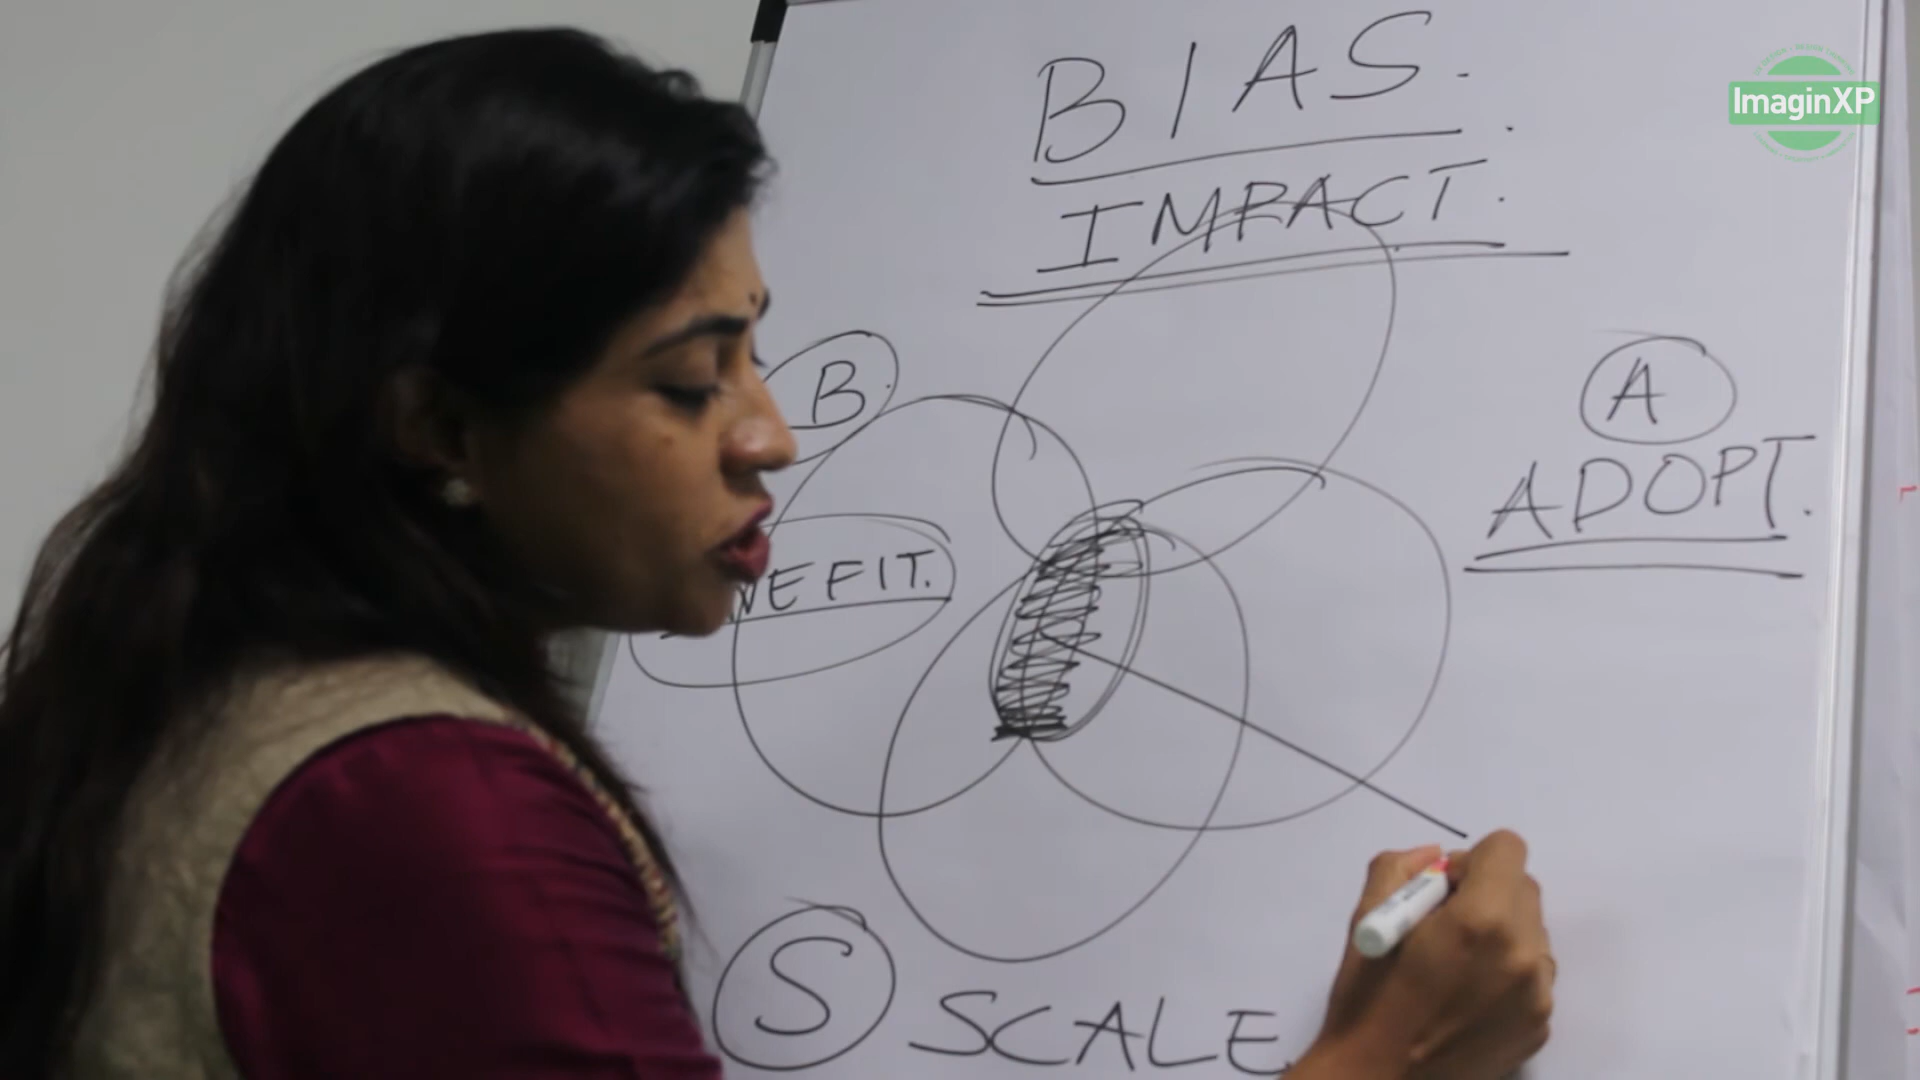 BIAS.
IMPACT.
ImaginXP
B
A
ADOPT.
NEFIT.
S
SCALE